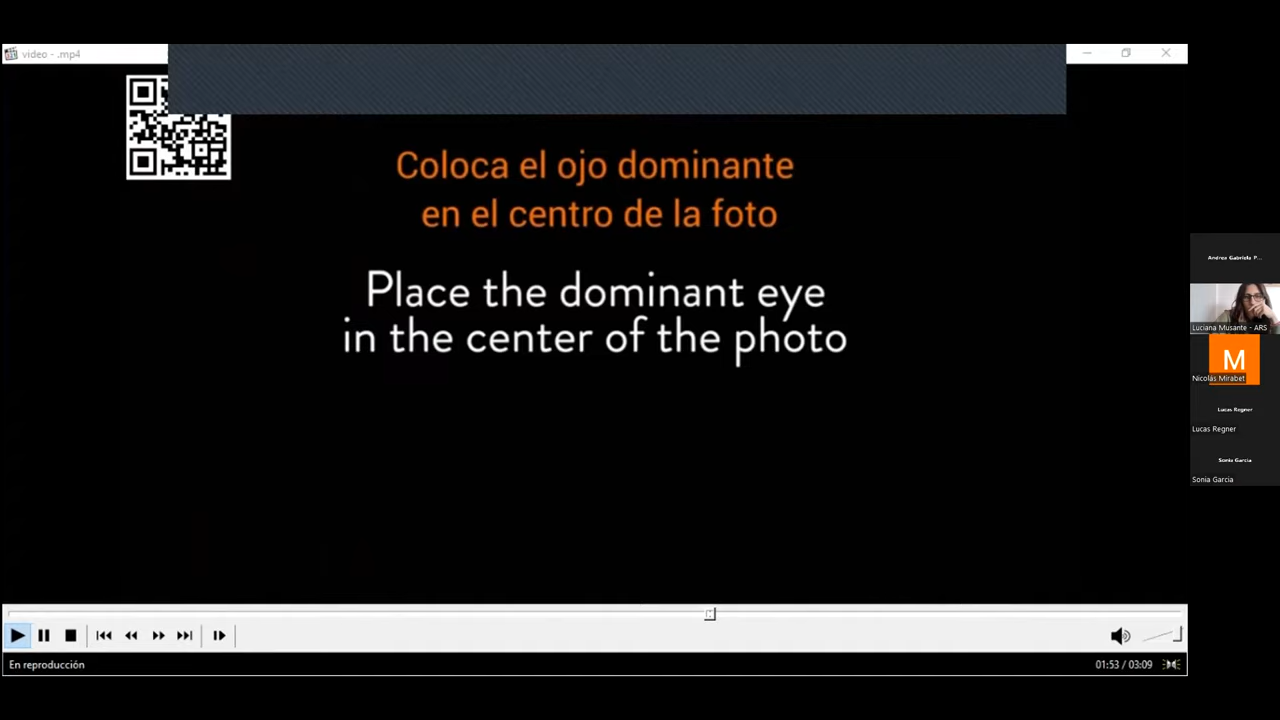 video - .mp4
Coloca el ojo dominante
en el centro de la foto
Place the dominant eye
in the center of the photo
Andrea Gabriela P...
Luciana Musante - ARS
M
Nicolás Mirabet
Lucas Regner
Lucas Regner
Sonia Garcia
Sonia Garcia
En reproducción
01:53 / 03:09